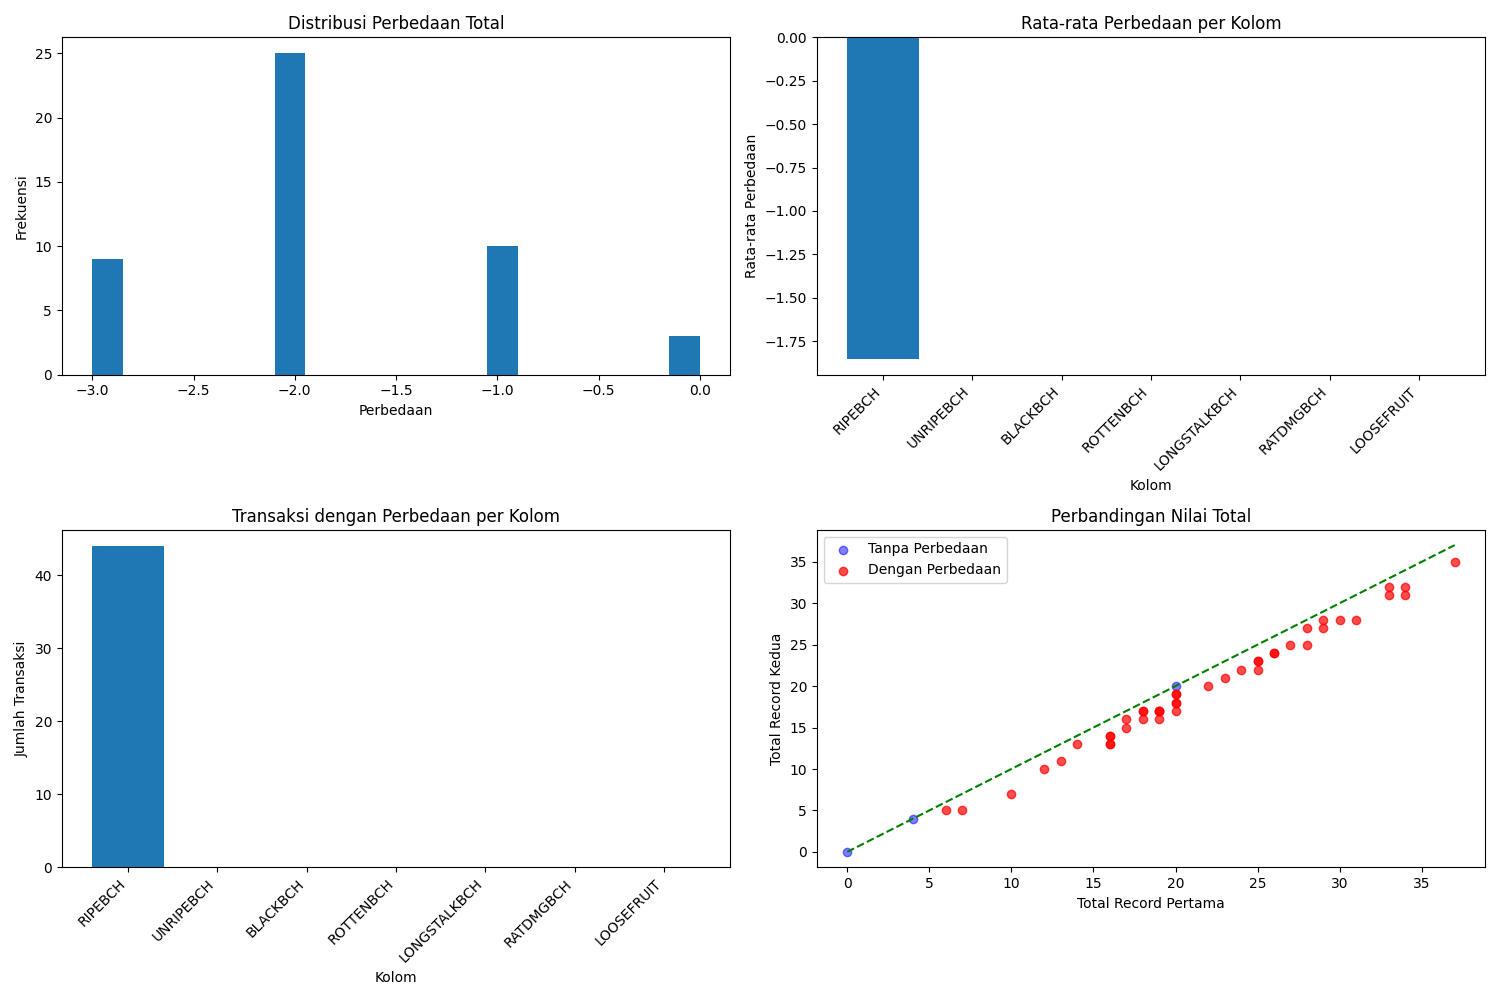 Distribusi Perbedaan Total
Frekuensi
25
20
15
10
5
0
−3.0 −2.5 −2.0 −1.5 −1.0 −0.5 0.0
Perbedaan
Rata-rata Perbedaan per Kolom
Rata-rata Perbedaan
0.00
−0.25
−0.50
−0.75
−1.00
−1.25
−1.50
−1.75
RIPEBCH
UNRIPEBCH
BLACKBCH
ROTTENBCH
LONGSTALKBCH
RATDMGBCH
LOOSEFRUIT
Kolom
Transaksi dengan Perbedaan per Kolom
Jumlah Transaksi
40
30
20
10
0
RIPEBCH
UNRIPEBCH
BLACKBCH
ROTTENBCH
LONGSTALKBCH
RATDMGBCH
LOOSEFRUIT
Kolom
Perbandingan Nilai Total
Tanpa Perbedaan
Dengan Perbedaan
Total Record Kedua
35
30
25
20
15
10
5
0
0 5 10 15 20 25 30 35
Total Record Pertama